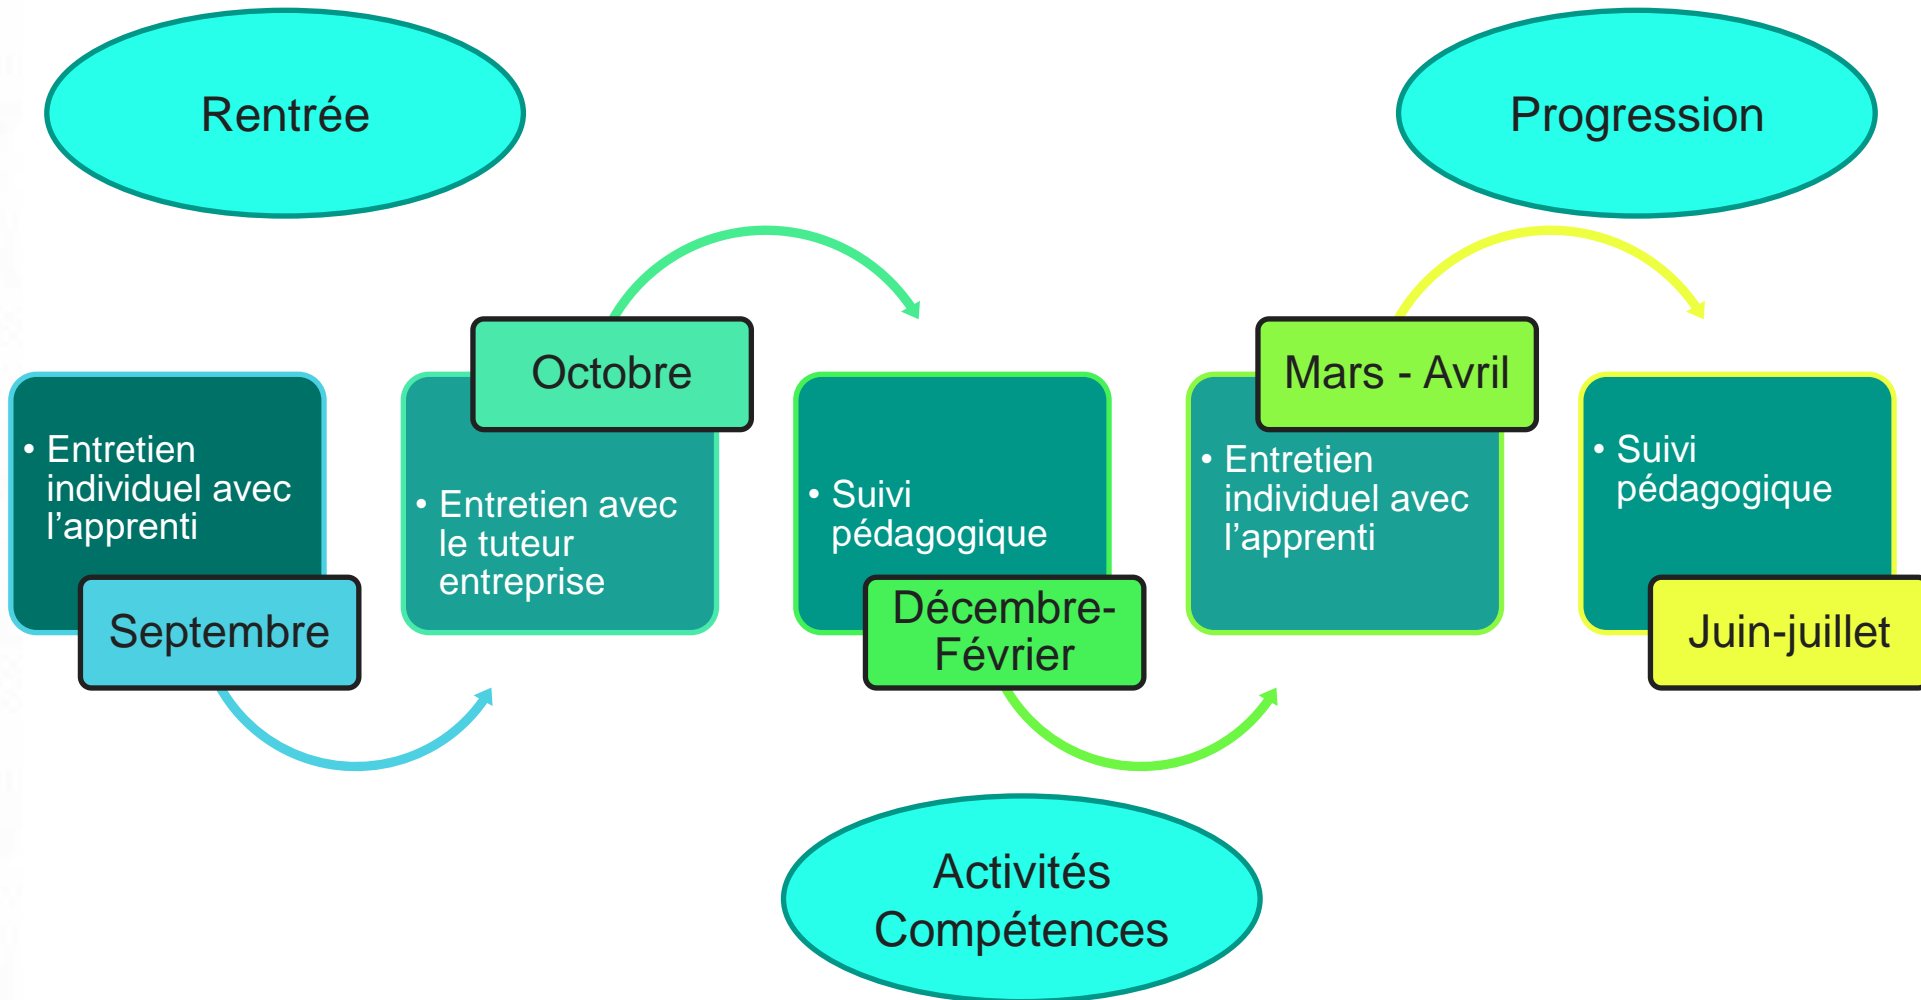 Rentrée
Progression
Octobre
Mars - Avril
• Entretien
individuel avec
l’apprenti
Septembre
• Entretien avec
le tuteur
entreprise
• Suivi
pédagogique
Décembre-
Février
• Entretien
individuel avec
l’apprenti
• Suivi
pédagogique
Juin-juillet
Activités
Compétences